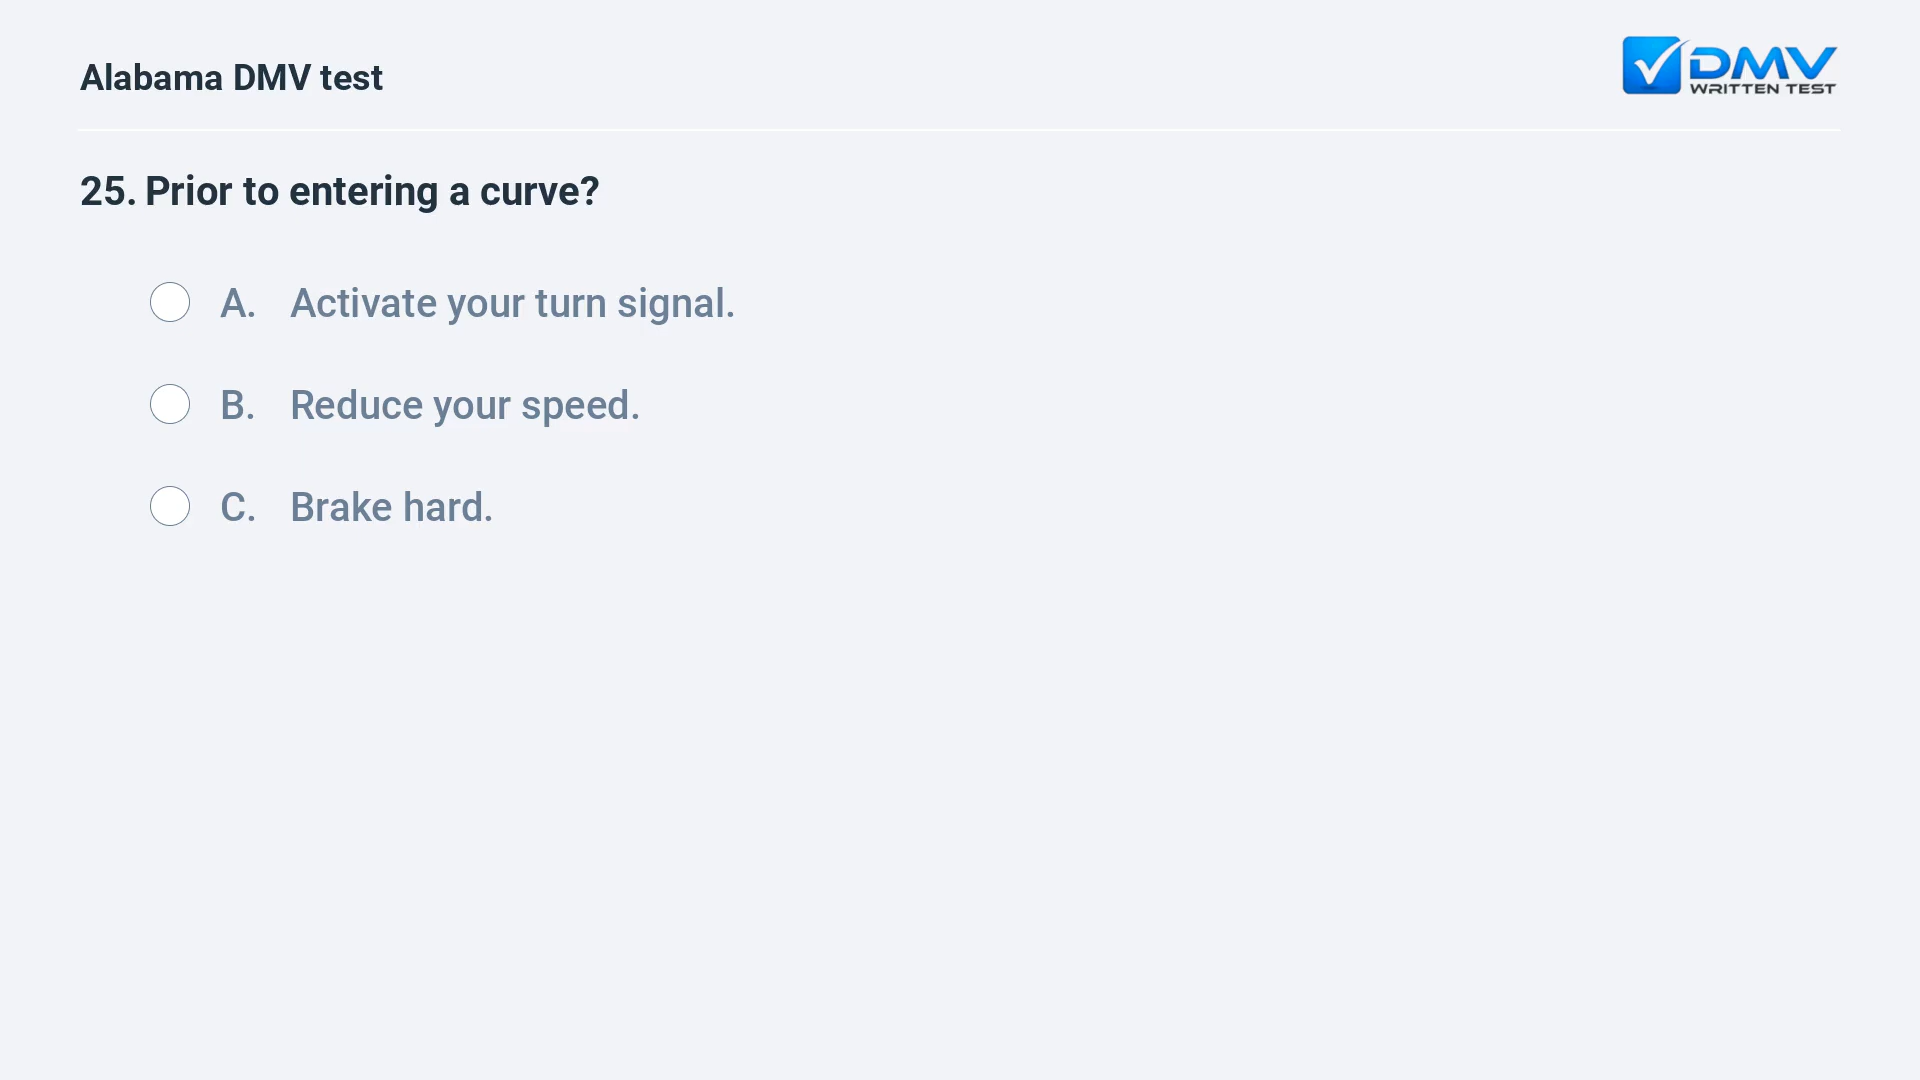 Alabama DMV test
DMV
WRITTEN TEST
25. Prior to entering a curve?
A. Activate your turn signal.
B. Reduce your speed.
C. Brake hard.